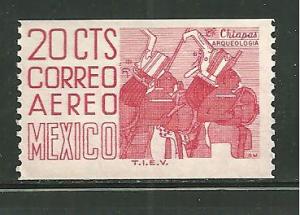 20 CTS
CORREO
AEREO
MEXICO
Chiapas
ARQUEOLOGIA
T.I.E.V.